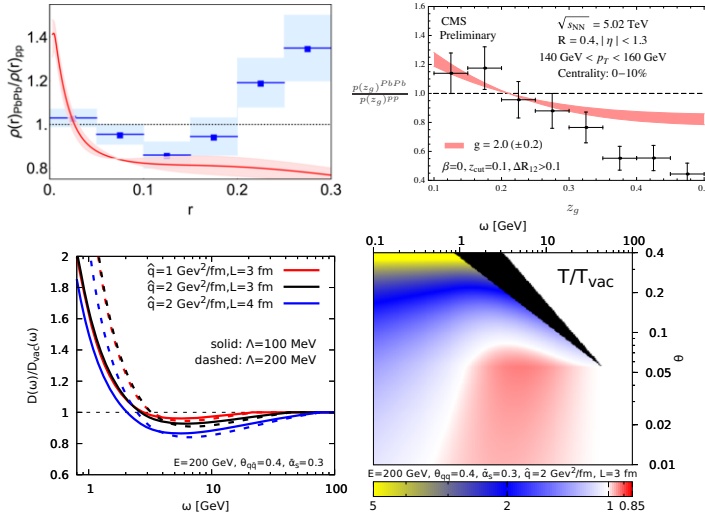 ρ(r)PbPb/ρ(r)pp
1.4
1.2
1
0.8
0.0
0.1
0.2
0.3
r
CMS
Preliminary
√sNN = 5.02 TeV
R = 0.4, | η | < 1.3
140 GeV < pT < 160 GeV
Centrality: 0−10%
p(zg)^PbPb
p(zg)^pp
1.6
1.4
1.2
1.0
0.8
0.6
0.4
g = 2.0 (± 0.2)
β=0, zcut=0.1, ΔR12>0.1
0.1
0.2
0.3
0.4
0.5
zg
D(ω)/Dvac(ω)
2
1.8
1.6
1.4
1.2
1
0.8
0.6
q̂=1 Gev²/fm,L=3 fm
q̂=2 Gev²/fm,L=3 fm
q̂=2 Gev²/fm,L=4 fm
solid: Λ=100 MeV
dashed: Λ=200 MeV
E=200 GeV, θqq̄=0.4, ᾱs=0.3
1
10
100
ω [GeV]
ω [GeV]
0.1
1
10
100
T/Tvac
0.4
0.2
0.1
0.05
0.02
0.01
θ
E=200 GeV, θqq̄=0.4, ᾱs=0.3, q̂=2 Gev²/fm, L=3 fm
5
2
1
0.85